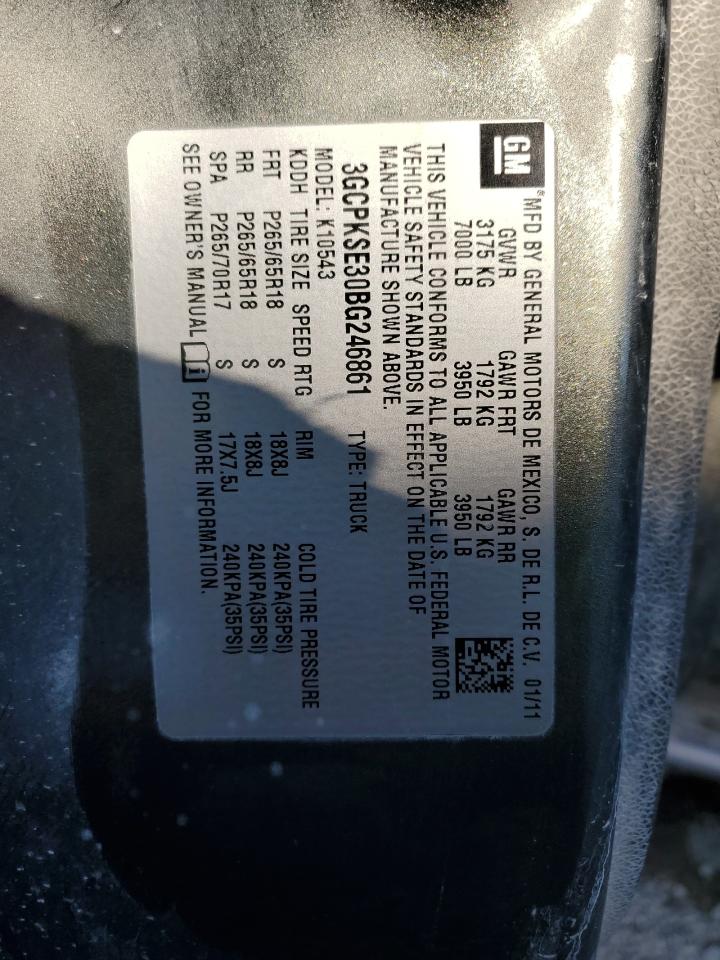 GM
MFD BY GENERAL MOTORS DE MEXICO, S. DE R.L. DE C.V. 01/11
GVWR GAWR FRT GAWR RR
3175 KG 1792 KG 1792 KG
7000 LB 3950 LB 3950 LB
THIS VEHICLE CONFORMS TO ALL APPLICABLE U.S. FEDERAL MOTOR
VEHICLE SAFETY STANDARDS IN EFFECT ON THE DATE OF
MANUFACTURE SHOWN ABOVE.
3GCPKSE30BG246861 TYPE: TRUCK
MODEL: K10543
KDDH TIRE SIZE SPEED RTG RIM COLD TIRE PRESSURE
FRT P265/65R18 S 18X8J 240KPA(35PSI)
RR P265/65R18 S 18X8J 240KPA(35PSI)
SPA P265/70R17 S 17X7.5J 240KPA(35PSI)
SEE OWNER'S MANUAL i FOR MORE INFORMATION.